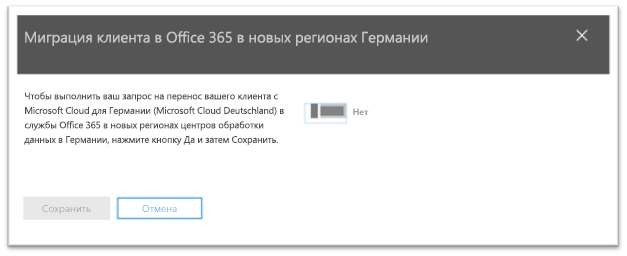 Миграция клиента в Office 365 в новых регионах Германии
Чтобы выполнить ваш запрос на перенос вашего клиента с
Microsoft Cloud для Германии (Microsoft Cloud Deutschland) в
службы Office 365 в новых регионах центров обработки
данных в Германии, нажмите кнопку Да и затем Сохранить.
Нет
Сохранить
Отмена